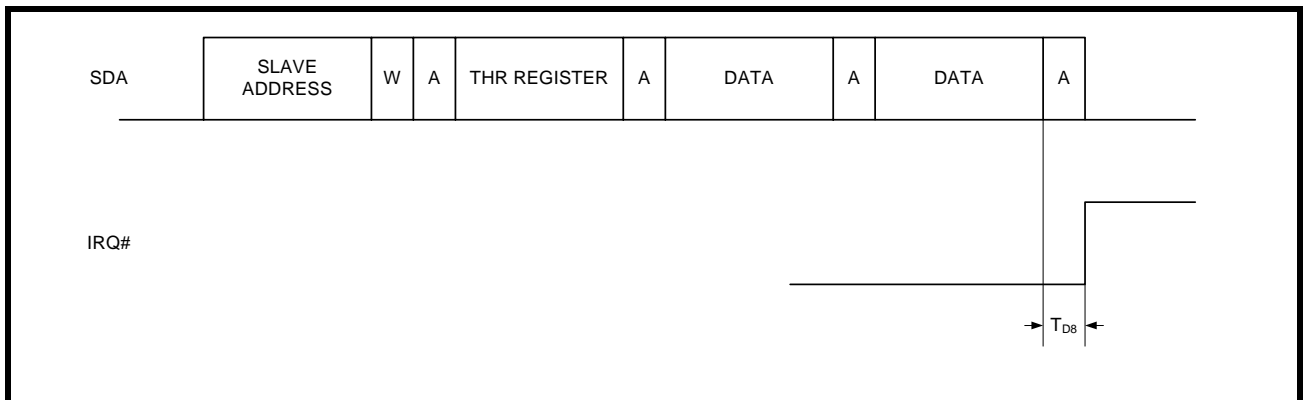 SDA
SLAVE
ADDRESS
W
A
THR REGISTER
A
DATA
A
DATA
A
IRQ#
TD8